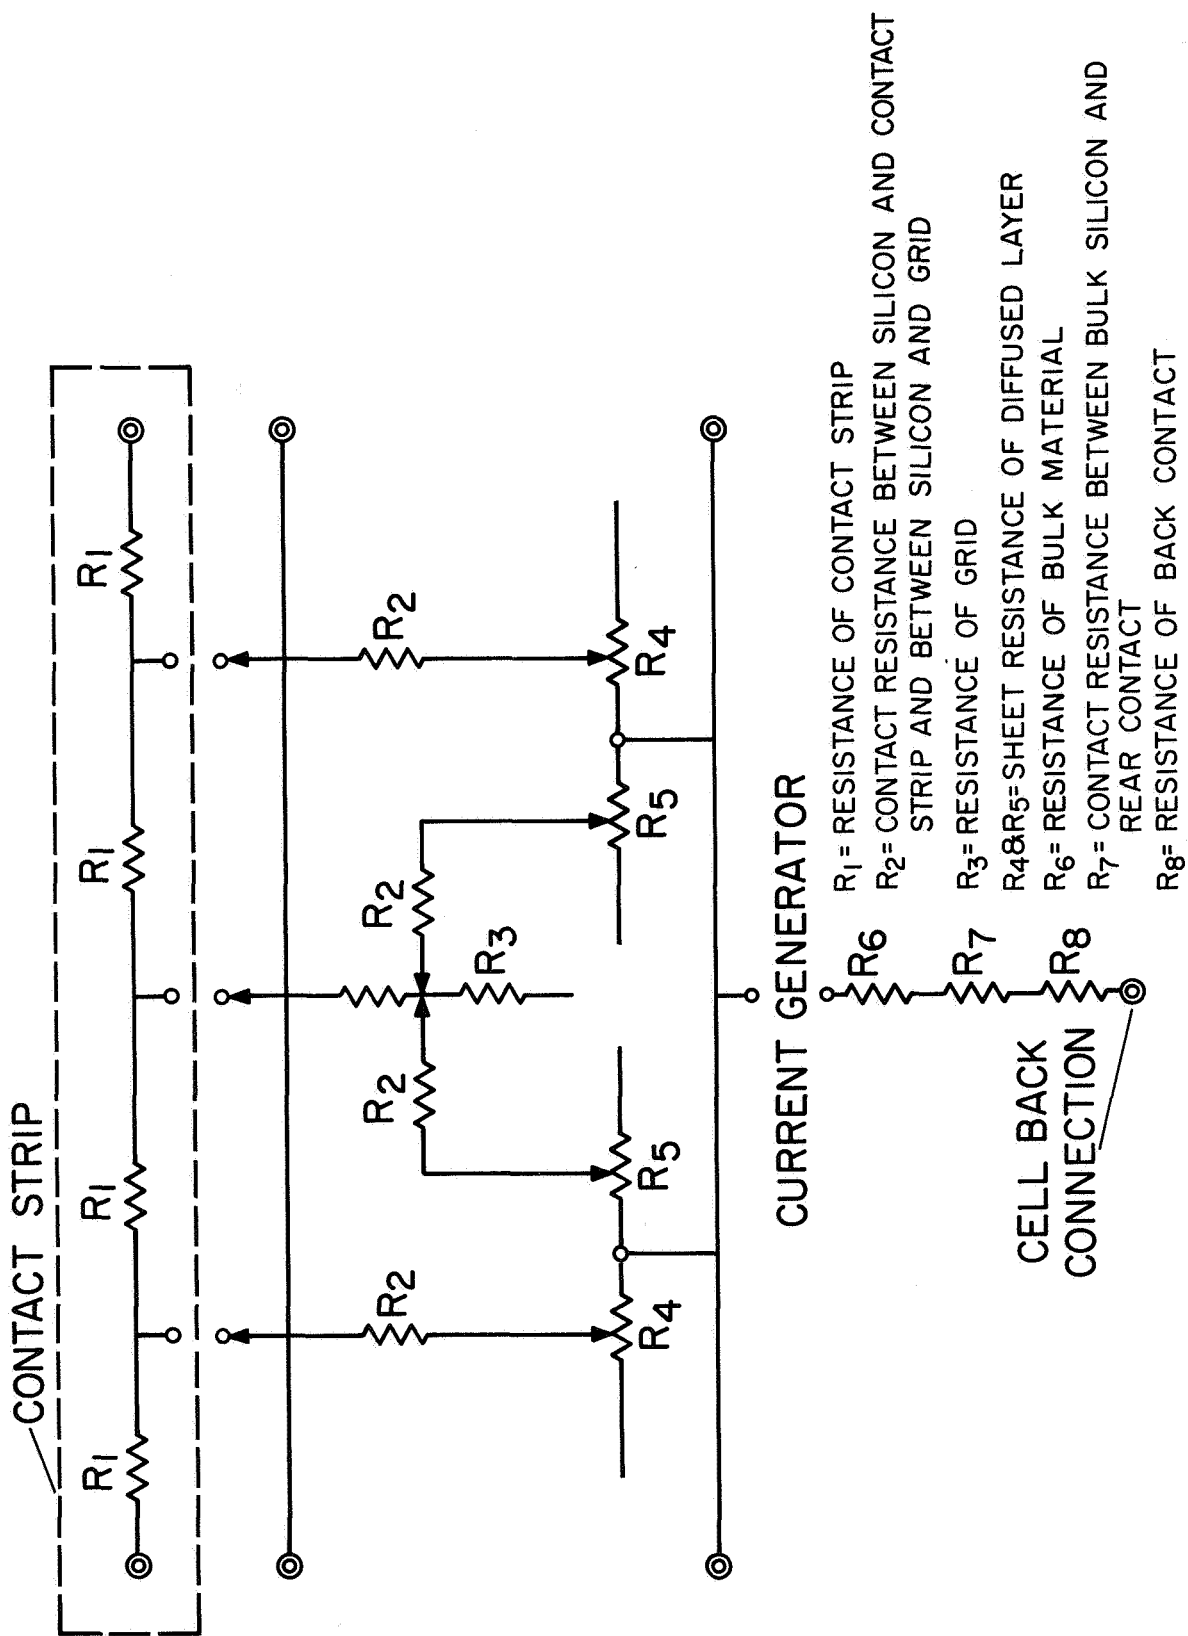 CONTACT STRIP
R1
R1
R1
R1
R2
R2
R2
R2
R3
R4
R5
R5
R4
CURRENT GENERATOR
R6
R7
R8
CELL BACK
CONNECTION
R1= RESISTANCE OF CONTACT STRIP
R2= CONTACT RESISTANCE BETWEEN SILICON AND CONTACT
STRIP AND BETWEEN SILICON AND GRID
R3= RESISTANCE OF GRID
R4&R5= SHEET RESISTANCE OF DIFFUSED LAYER
R6= RESISTANCE OF BULK MATERIAL
R7= CONTACT RESISTANCE BETWEEN BULK SILICON AND
REAR CONTACT
R8= RESISTANCE OF BACK CONTACT